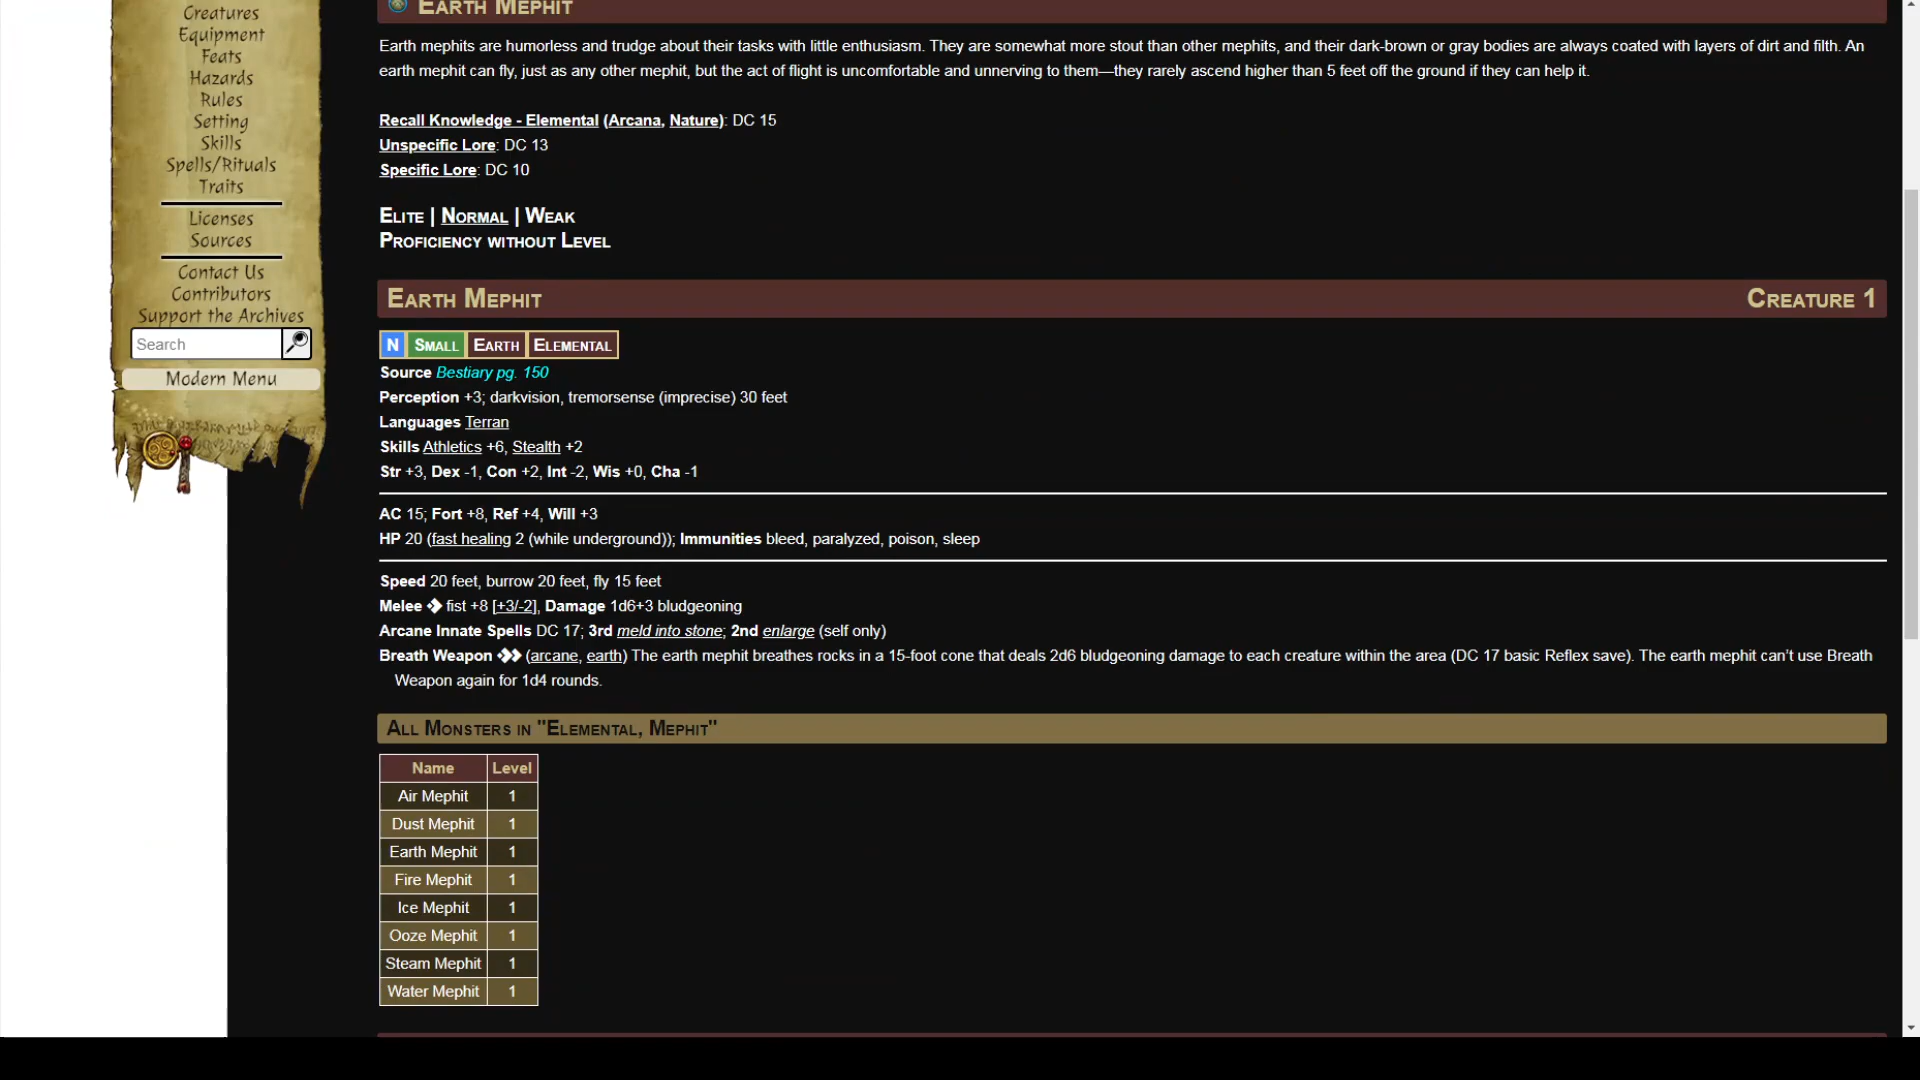 Creatures
Equipment
Feats
Hazards
Rules
Setting
Skills
Spells/Rituals
Traits
Licenses
Sources
Contact Us
Contributors
Support the Archives
Search
Modern Menu
Earth Mephit
Earth mephits are humorless and trudge about their tasks with little enthusiasm. They are somewhat more stout than other mephits, and their dark-brown or gray bodies are always coated with layers of dirt and filth. An
earth mephit can fly, just as any other mephit, but the act of flight is uncomfortable and unnerving to them—they rarely ascend higher than 5 feet off the ground if they can help it.
Recall Knowledge - Elemental (Arcana, Nature): DC 15
Unspecific Lore: DC 13
Specific Lore: DC 10
Elite | Normal | Weak
Proficiency without Level
Earth Mephit Creature 1
N Small Earth Elemental
Source Bestiary pg. 150
Perception +3; darkvision, tremorsense (imprecise) 30 feet
Languages Terran
Skills Athletics +6, Stealth +2
Str +3, Dex -1, Con +2, Int -2, Wis +0, Cha -1
AC 15; Fort +8, Ref +4, Will +3
HP 20 (fast healing 2 (while underground)); Immunities bleed, paralyzed, poison, sleep
Speed 20 feet, burrow 20 feet, fly 15 feet
Melee fist +8 [+3/-2], Damage 1d6+3 bludgeoning
Arcane Innate Spells DC 17; 3rd meld into stone; 2nd enlarge (self only)
Breath Weapon (arcane, earth) The earth mephit breathes rocks in a 15-foot cone that deals 2d6 bludgeoning damage to each creature within the area (DC 17 basic Reflex save). The earth mephit can't use Breath
Weapon again for 1d4 rounds.
All Monsters in "Elemental, Mephit"
Name Level
Air Mephit 1
Dust Mephit 1
Earth Mephit 1
Fire Mephit 1
Ice Mephit 1
Ooze Mephit 1
Steam Mephit 1
Water Mephit 1